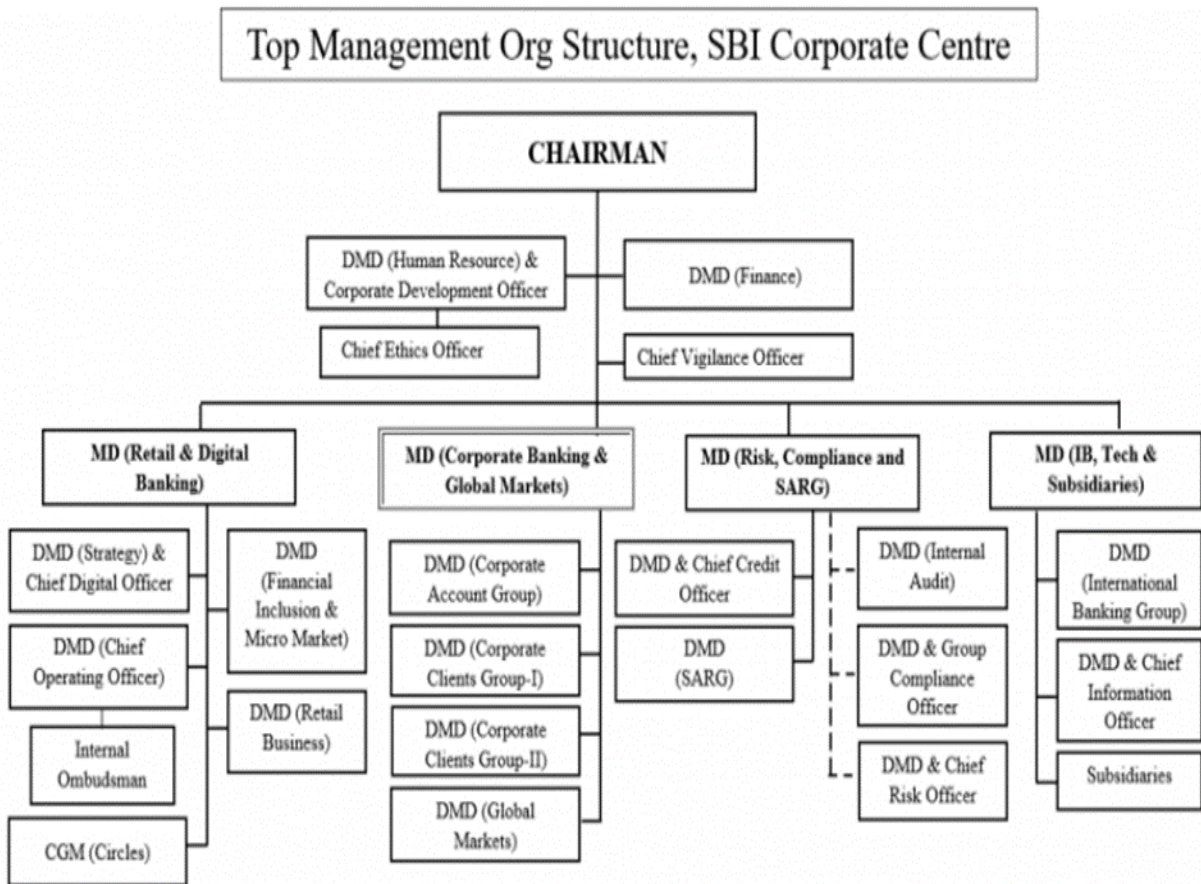 Top Management Org Structure, SBI Corporate Centre
CHAIRMAN
DMD (Human Resource) &
Corporate Development Officer
DMD (Finance)
Chief Ethics Officer
Chief Vigilance Officer
MD (Retail & Digital
Banking)
DMD (Strategy) &
Chief Digital Officer
DMD (Chief
Operating Officer)
Internal
Ombudsman
CGM (Circles)
DMD
(Financial
Inclusion &
Micro Market)
DMD (Retail
Business)
MD (Corporate Banking &
Global Markets)
DMD (Corporate
Account Group)
DMD (Corporate
Clients Group-I)
DMD (Corporate
Clients Group-II)
DMD (Global
Markets)
MD (Risk, Compliance and
SARG)
DMD & Chief Credit
Officer
DMD
(SARG)
DMD (Internal
Audit)
DMD & Group
Compliance
Officer
DMD & Chief
Risk Officer
MD (IB, Tech &
Subsidiaries)
DMD
(International
Banking Group)
DMD & Chief
Information
Officer
Subsidiaries